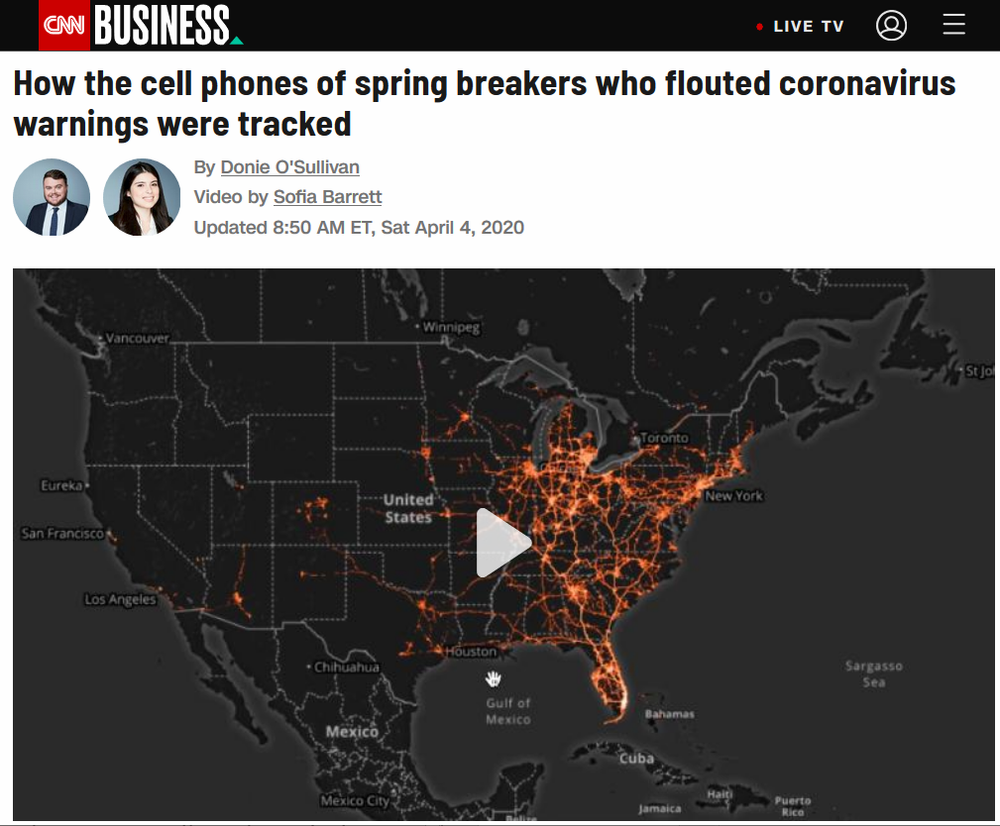 CNN BUSINESS
LIVE TV
How the cell phones of spring breakers who flouted coronavirus
warnings were tracked
By Donie O'Sullivan
Video by Sofia Barrett
Updated 8:50 AM ET, Sat April 4, 2020
Winnipeg
Vancouver
St Jo
Toronto
Eureka
New York
United
States
San Francisco
Los Angeles
Houston
Chihuahua
Sargasso
Sea
Gulf of
Mexico
Bahamas
Mexico
Cuba
Haiti
Mexico City
Puerto
Rico
Jamaica
Belize